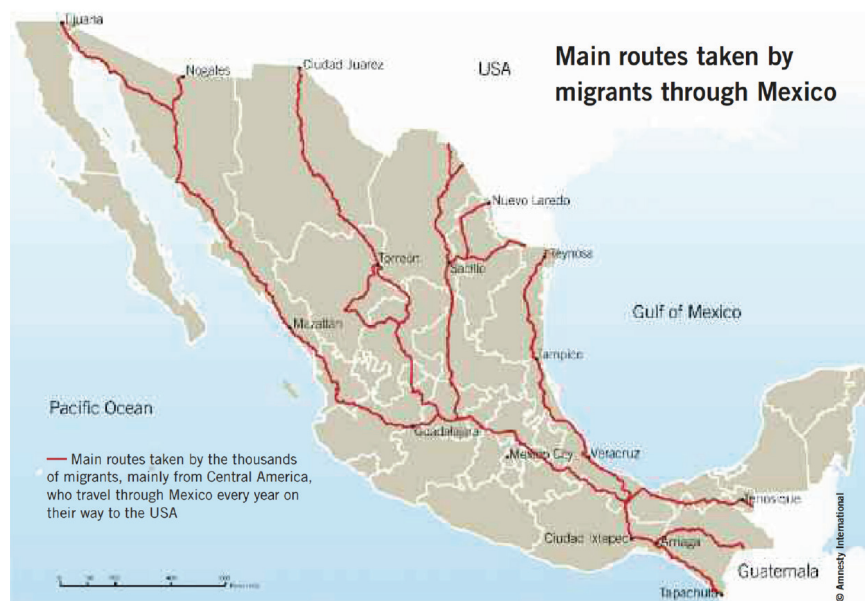 Main routes taken by
migrants through Mexico
Tijuana
Nogales
Ciudad Juarez
USA
Nuevo Laredo
Reynosa
Torreón
Saltillo
Gulf of Mexico
Mazatlán
Tampico
Pacific Ocean
Guadalajara
Mexico City
Veracruz
Main routes taken by the thousands
of migrants, mainly from Central America,
who travel through Mexico every year on
their way to the USA
Tenosique
Ciudad Ixtepec
Arriaga
Guatemala
Tapachula
© Amnesty International